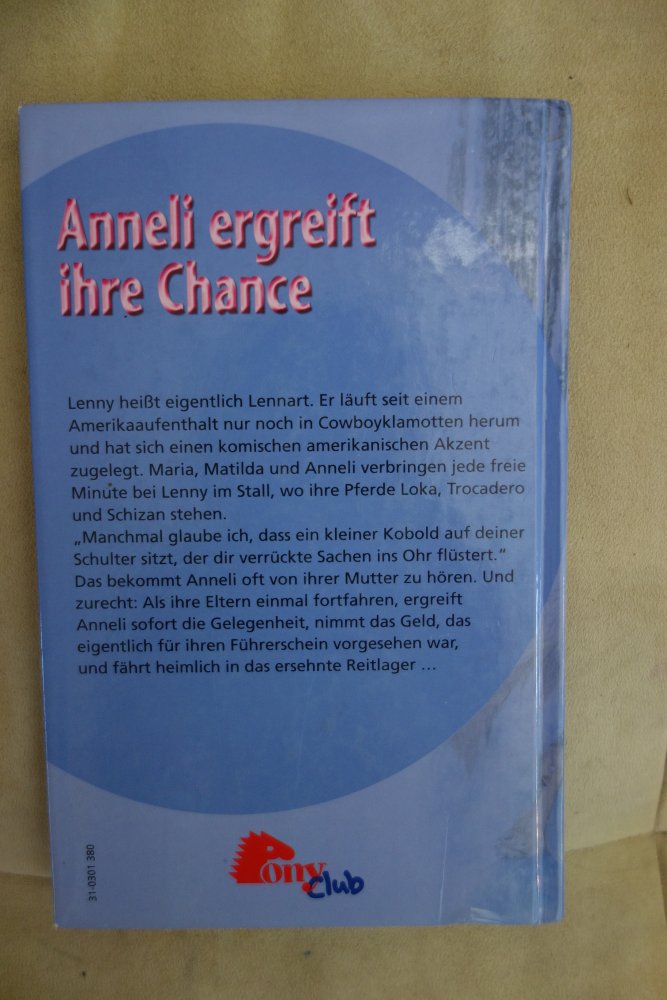 Anneli ergreift
ihre Chance
Lenny heißt eigentlich Lennart. Er läuft seit einem
Amerikaaufenthalt nur noch in Cowboyklamotten herum
und hat sich einen komischen amerikanischen Akzent
zugelegt. Maria, Matilda und Anneli verbringen jede freie
Minute bei Lenny im Stall, wo ihre Pferde Loka, Trocadero
und Schizan stehen.
„Manchmal glaube ich, dass ein kleiner Kobold auf deiner
Schulter sitzt, der dir verrückte Sachen ins Ohr flüstert.“
Das bekommt Anneli oft von ihrer Mutter zu hören. Und
zurecht: Als ihre Eltern einmal fortfahren, ergreift
Anneli sofort die Gelegenheit, nimmt das Geld, das
eigentlich für ihren Führerschein vorgesehen war,
und fährt heimlich in das ersehnte Reitlager ...
31-0301 380
Pony
Club